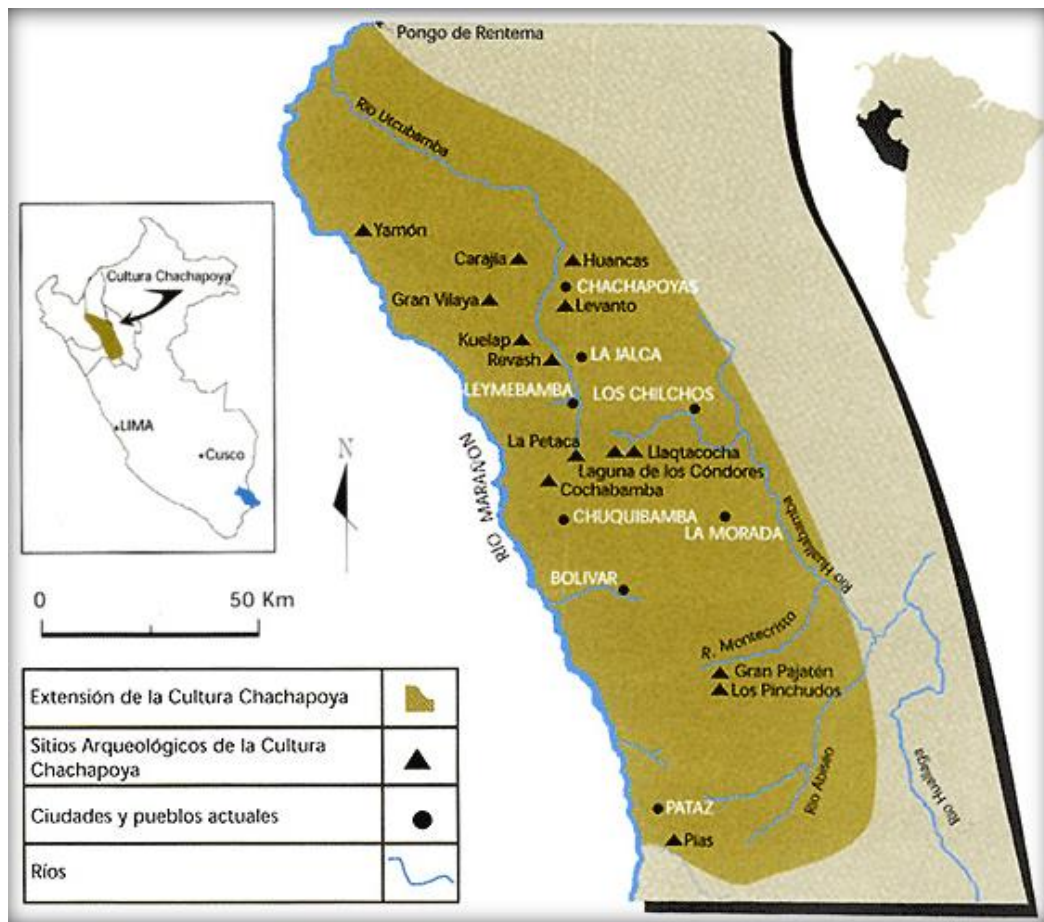 Pongo de Rentema
Río Utcubamba
Yamón
Carajía
Huancas
CHACHAPOYAS
Gran Vilaya
Levanto
Kuelap
Revash
LA JALCA
LEYMEBAMBA
LOS CHILCHOS
La Petaca
Llaqtacocha
Laguna de los Cóndores
Cochabamba
CHUQUIBAMBA
LA MORADA
RÍO MARAÑON
Río Huallabamba
BOLIVAR
R. Montecristo
Gran Pajatén
Los Pinchudos
Río Abiseo
Río Huallaga
PATAZ
Pias
Cultura Chachapoya
LIMA
Cusco
N
0 50 Km
Extensión de la Cultura Chachapoya
Sitios Arqueológicos de la Cultura
Chachapoya
Ciudades y pueblos actuales
Ríos